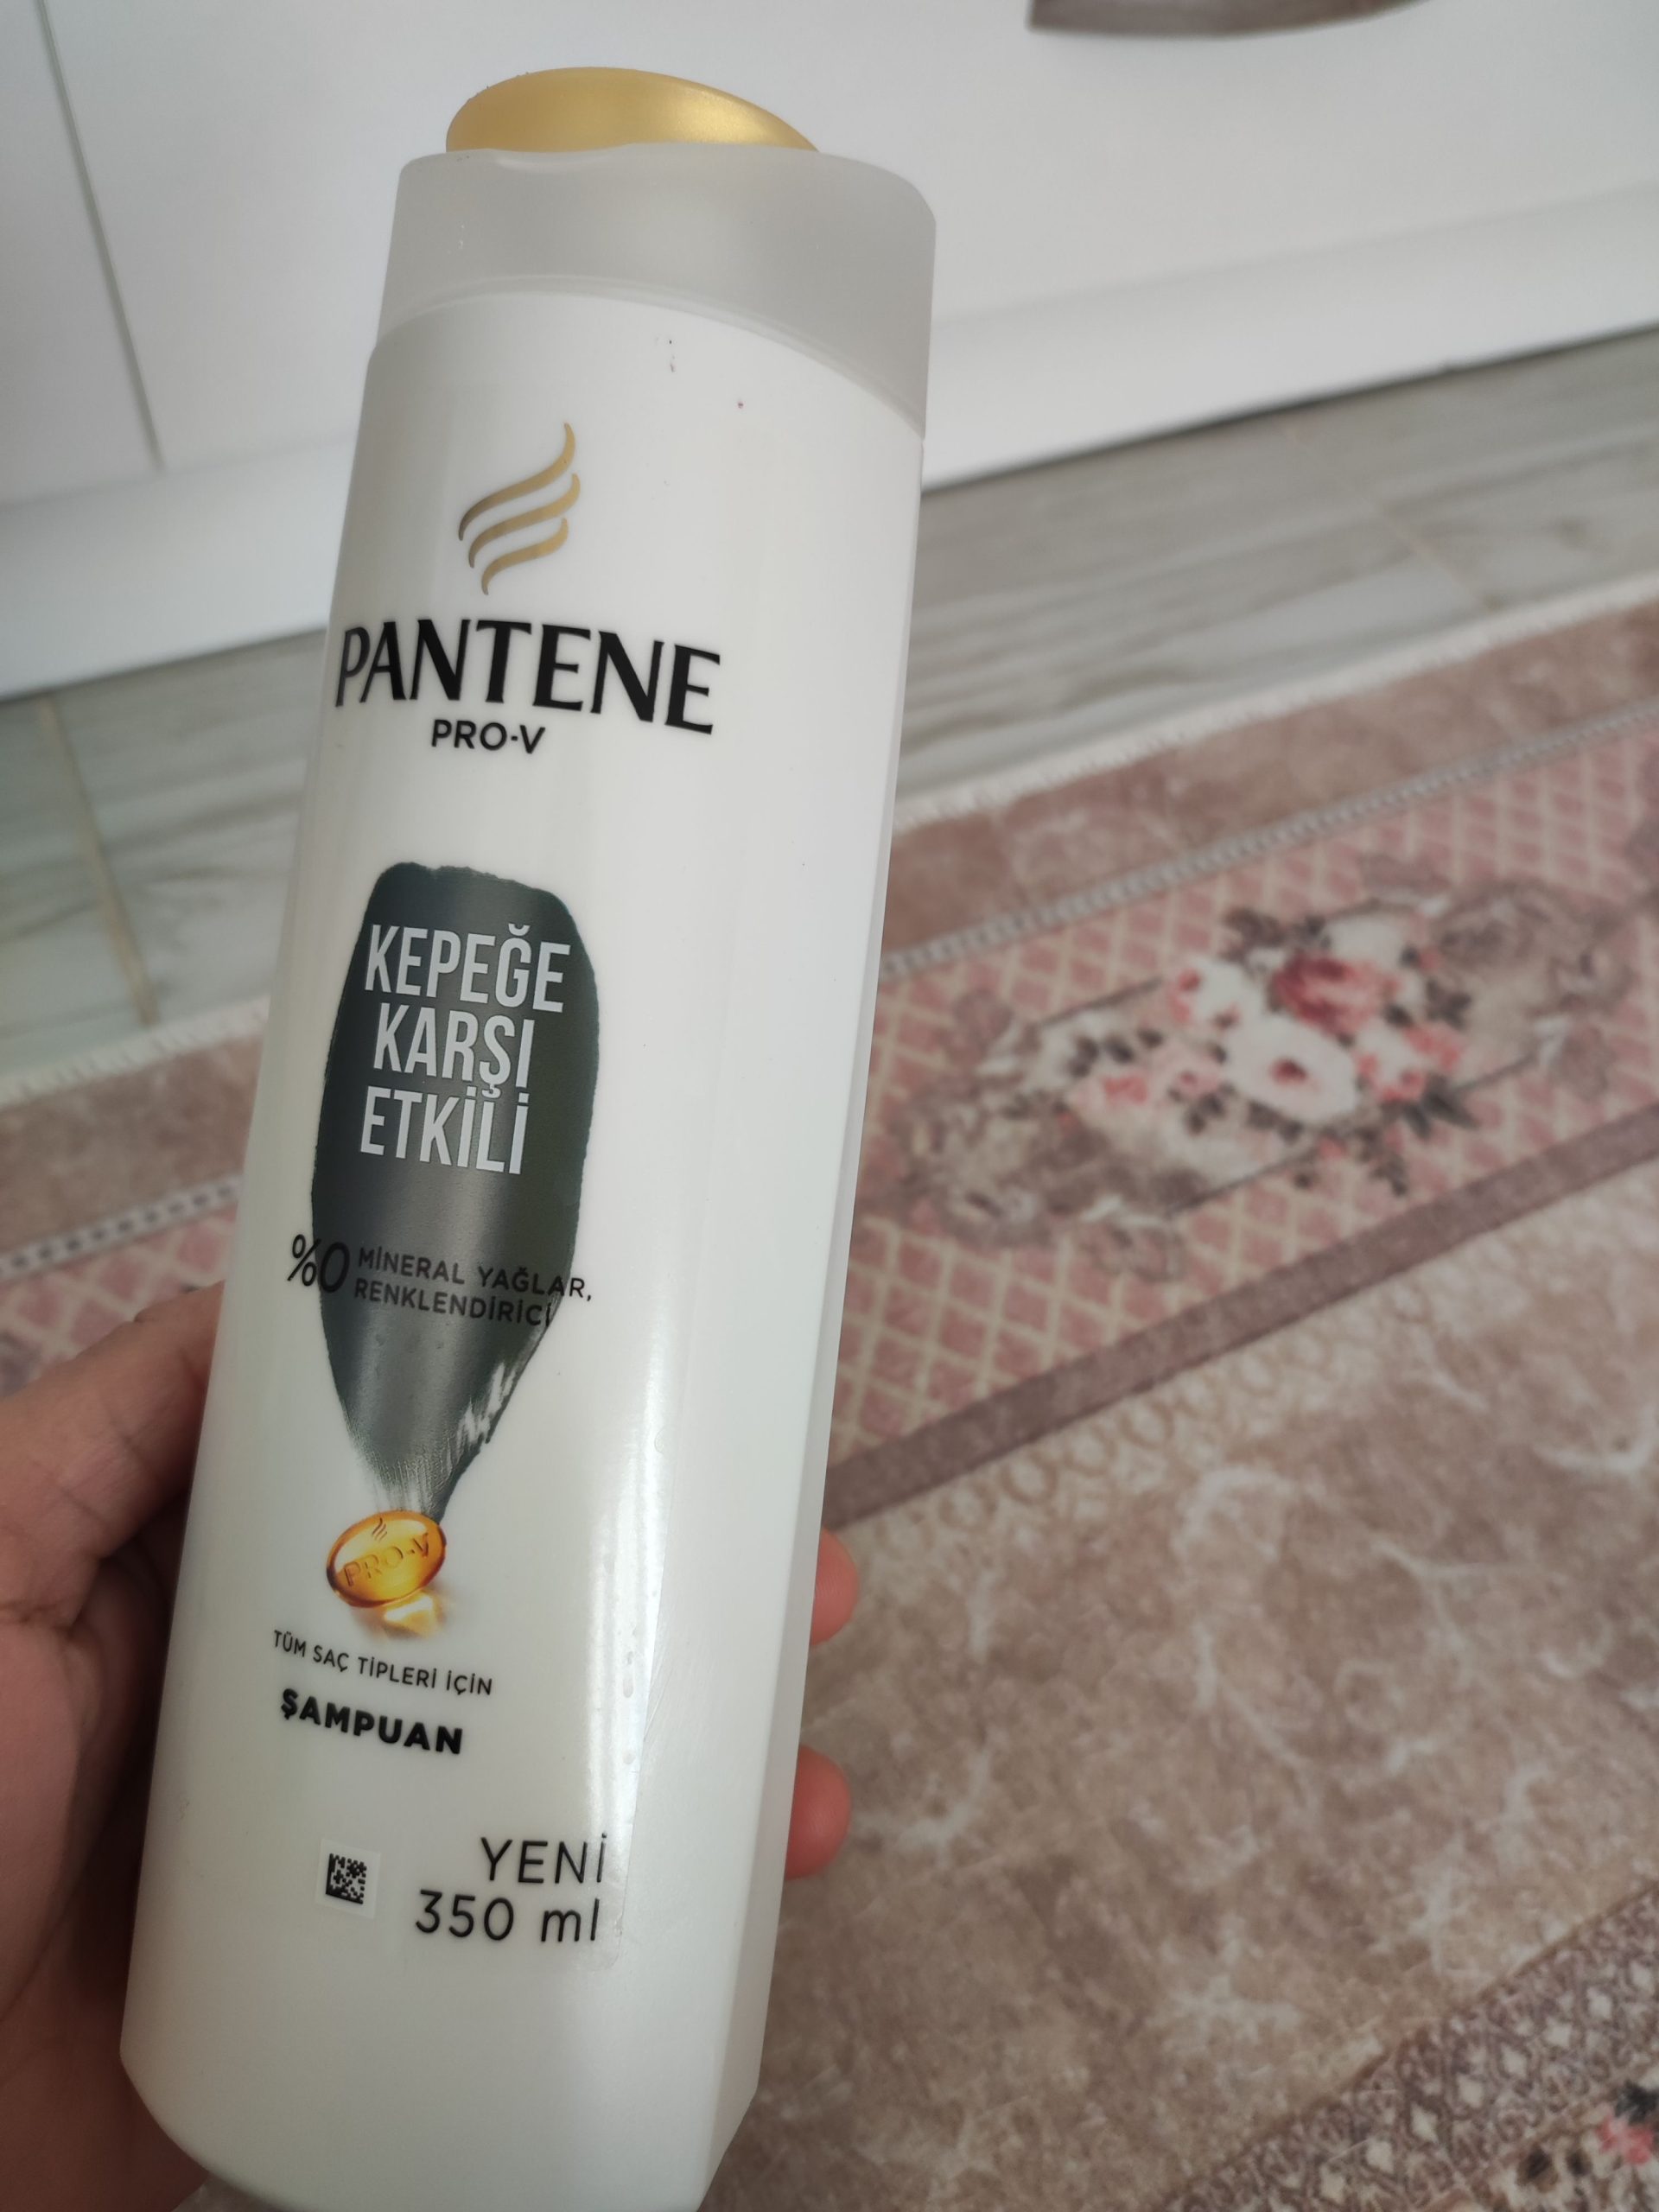 PANTENE
PRO-V
KEPEĞE
KARŞI
ETKİLİ
%0 MİNERAL YAĞLAR,
RENKLENDİRİCİ
PRO-V
TÜM SAÇ TİPLERİ İÇİN
ŞAMPUAN
YENİ
350 ml